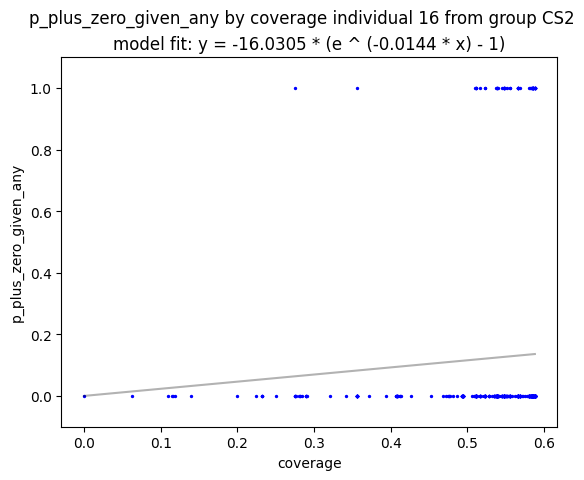 p_plus_zero_given_any by coverage individual 16 from group CS2
model fit: y = -16.0305 * (e ^ (-0.0144 * x) - 1)
1.0
0.8
0.6
0.4
0.2
0.0
p_plus_zero_given_any
0.0 0.1 0.2 0.3 0.4 0.5 0.6
coverage